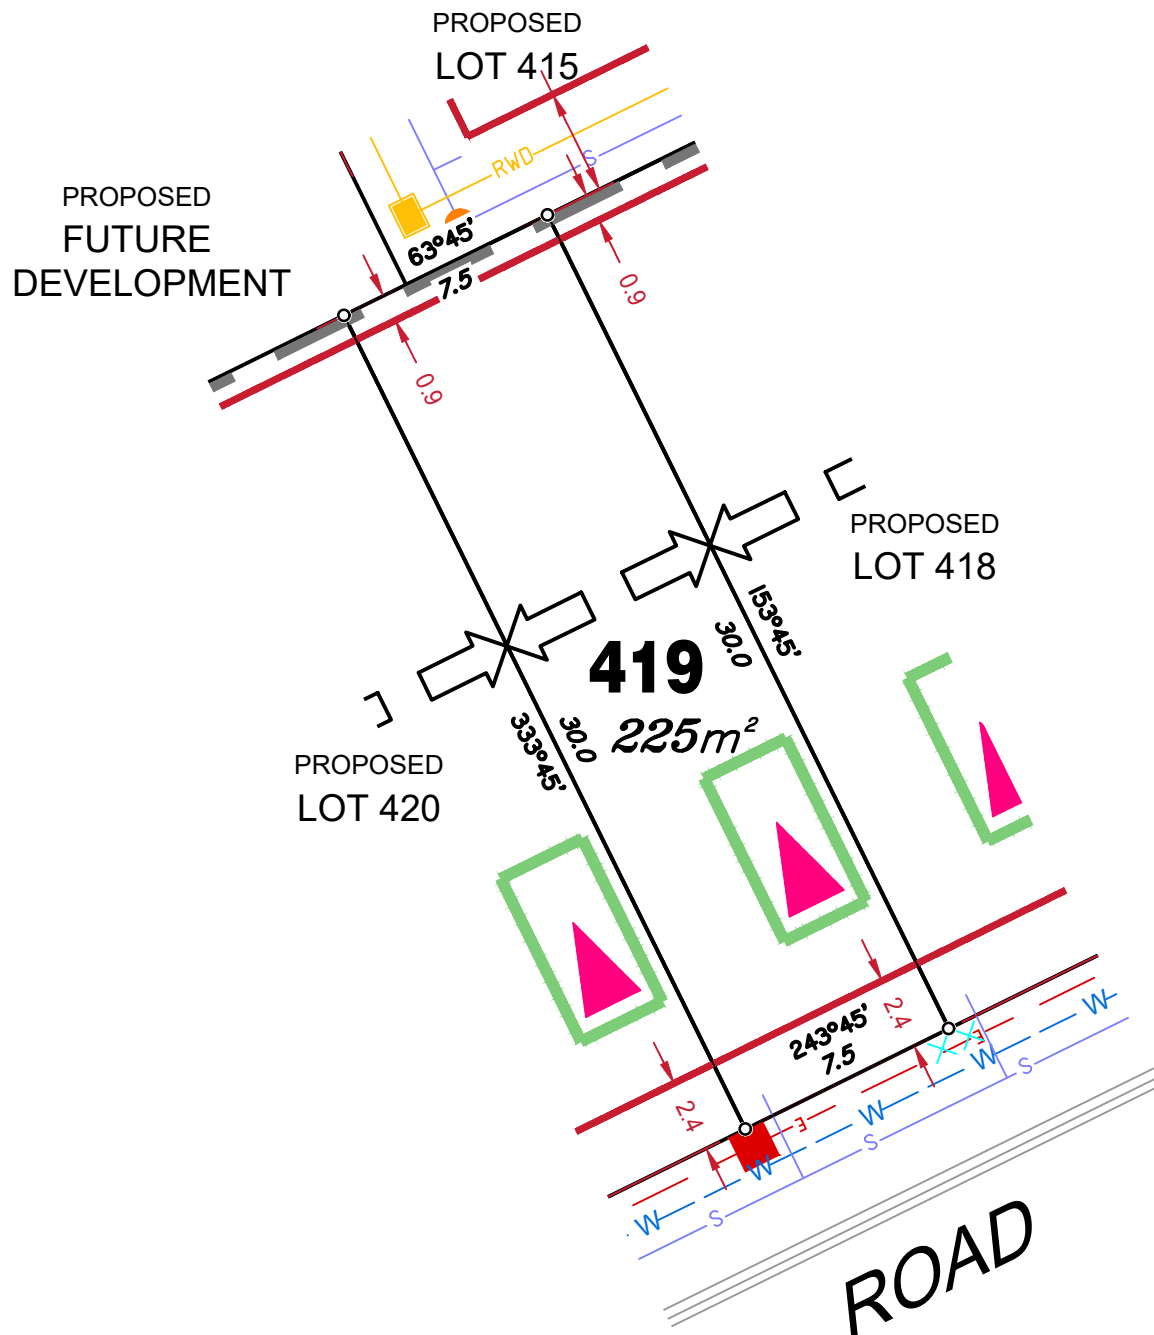 PROPOSED
LOT 415
RWD
S
PROPOSED
FUTURE
DEVELOPMENT
63°45'
7.5
0.9
0.9
PROPOSED
LOT 418
153°45'
30.0
419
225m²
333°45'
30.0
PROPOSED
LOT 420
2.4
243°45'
7.5
2.4
E
W
W
S
E
W
S
W
W
S
ROAD